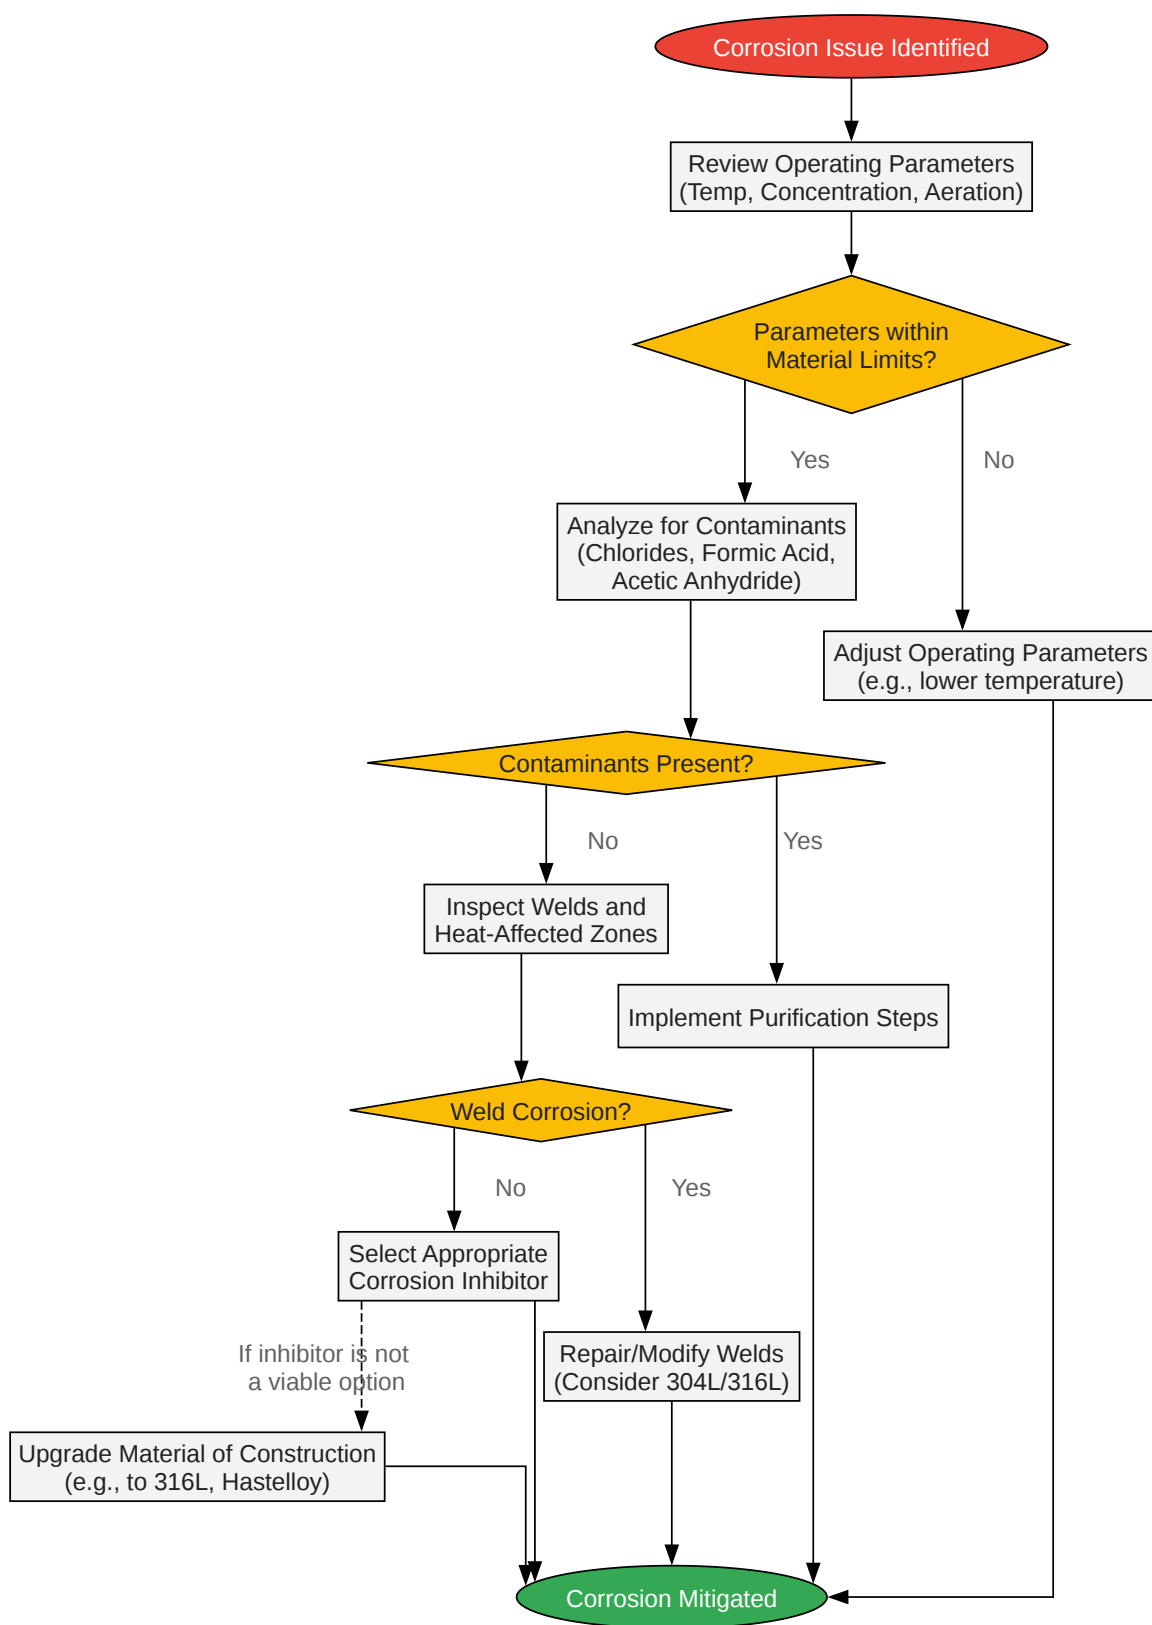 Corrosion Issue Identified
Review Operating Parameters
(Temp, Concentration, Aeration)
Parameters within
Material Limits?
Yes
No
Analyze for Contaminants
(Chlorides, Formic Acid,
Acetic Anhydride)
Adjust Operating Parameters
(e.g., lower temperature)
Contaminants Present?
No
Yes
Inspect Welds and
Heat-Affected Zones
Implement Purification Steps
Weld Corrosion?
No
Yes
Select Appropriate
Corrosion Inhibitor
If inhibitor is not
a viable option
Repair/Modify Welds
(Consider 304L/316L)
Upgrade Material of Construction
(e.g., to 316L, Hastelloy)
Corrosion Mitigated